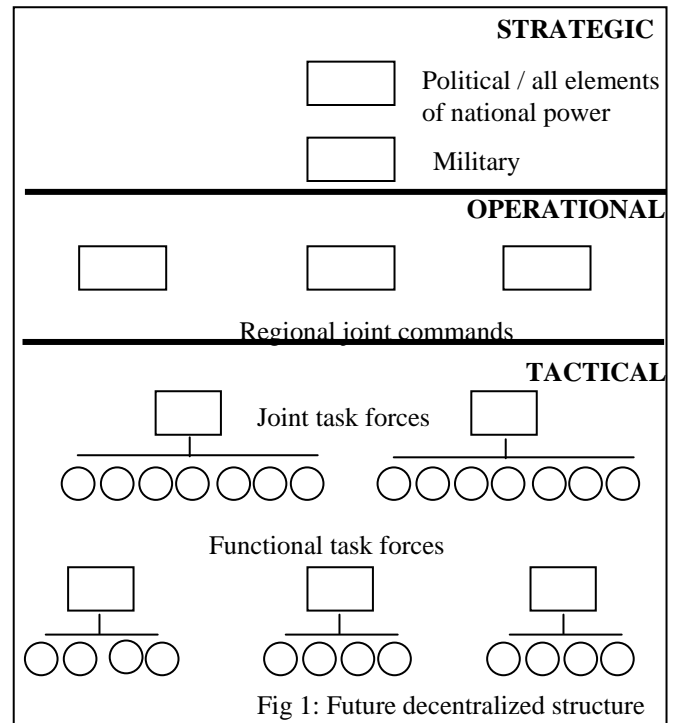 STRATEGIC
Political / all elements
of national power
Military
OPERATIONAL
Regional joint commands
TACTICAL
Joint task forces
Functional task forces
Fig 1: Future decentralized structure